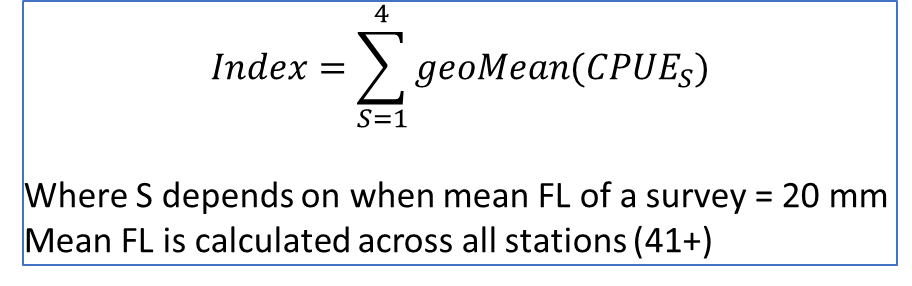 4
Index = ∑ geoMean(CPUE_S)
S=1
Where S depends on when mean FL of a survey = 20 mm
Mean FL is calculated across all stations (41+)